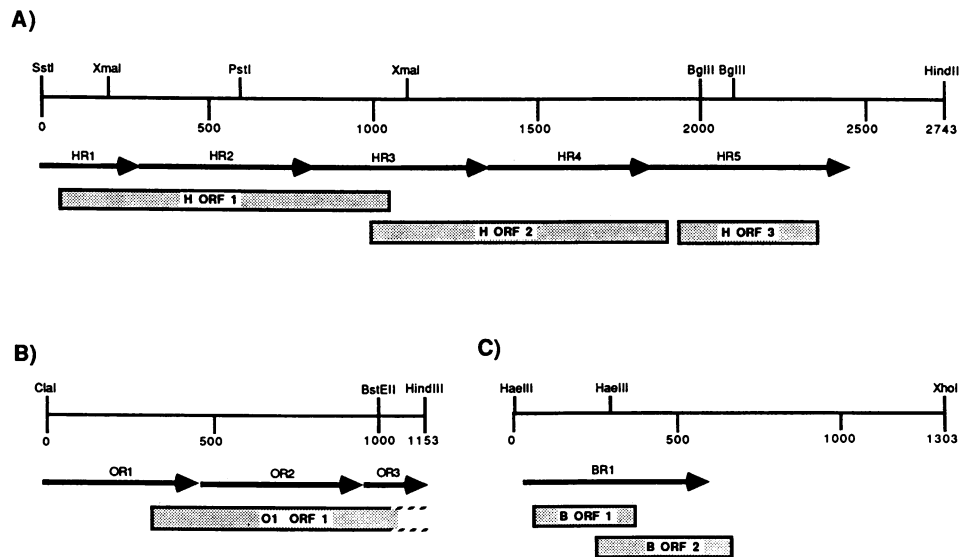 A)
SstI XmaI PstI XmaI BglII BglII HindII
0 500 1000 1500 2000 2500 2743
HR1 HR2 HR3 HR4 HR5
H ORF 1
H ORF 2 H ORF 3
B)
ClaI BstEII HindIII
0 500 1000 1153
OR1 OR2 OR3
O1 ORF 1
C)
HaeIII HaeIII XhoI
0 500 1000 1303
BR1
B ORF 1
B ORF 2